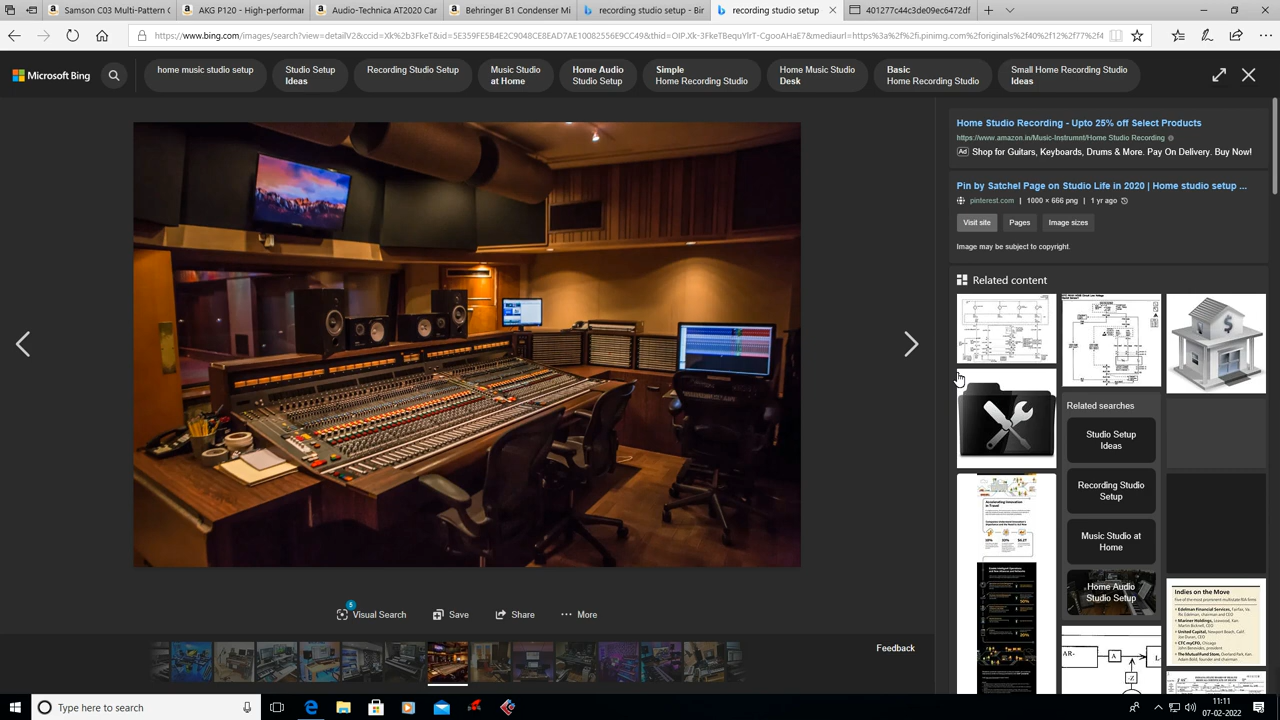 Samson C03 Multi-Pattern C
AKG P120 - High-performar
Audio-Technica AT2020 Car
Behringer B1 Condenser Mi
recording studio setup - Bir
recording studio setup
401277c44c3de09ec6472df
https://www.bing.com/images/search?view=detailV2&ccid=Xk%2b3FkeT&id=5E359FE5B4E2C9048CE8EAD7AE10082556E9CC49&thid=OIP.Xk-3FkeTBequYlrT-CgooAHaE7&mediaurl=https%3a%2f%2fi.pinimg.com%2foriginals%2f40%2f12%2f77%2f4
Microsoft Bing
home music studio setup
Studio Setup
Ideas
Recording Studio Setup
Music Studio
at Home
Home Audio
Studio Setup
Simple
Home Recording Studio
Home Music Studio
Desk
Basic
Home Recording Studio
Small Home Recording Studio
Ideas
Home Studio Recording - Upto 25% off Select Products
https://www.amazon.in/Music-Instrumnt/Home Studio Recording
Ad Shop for Guitars, Keyboards, Drums & More. Pay On Delivery. Buy Now!
Pin by Satchel Page on Studio Life in 2020 | Home studio setup ...
pinterest.com | 1000 × 666 png | 1 yr ago
Visit site
Pages
Image sizes
Image may be subject to copyright.
Related content
Related searches
Studio Setup
Ideas
Recording Studio
Setup
Music Studio at
Home
Home Audio
Studio Setup
Accelerating Innovation
in Travel
Indies on the Move
AR-
A
L-
5
More
Feedback
Type here to search
11:11
07-02-2022